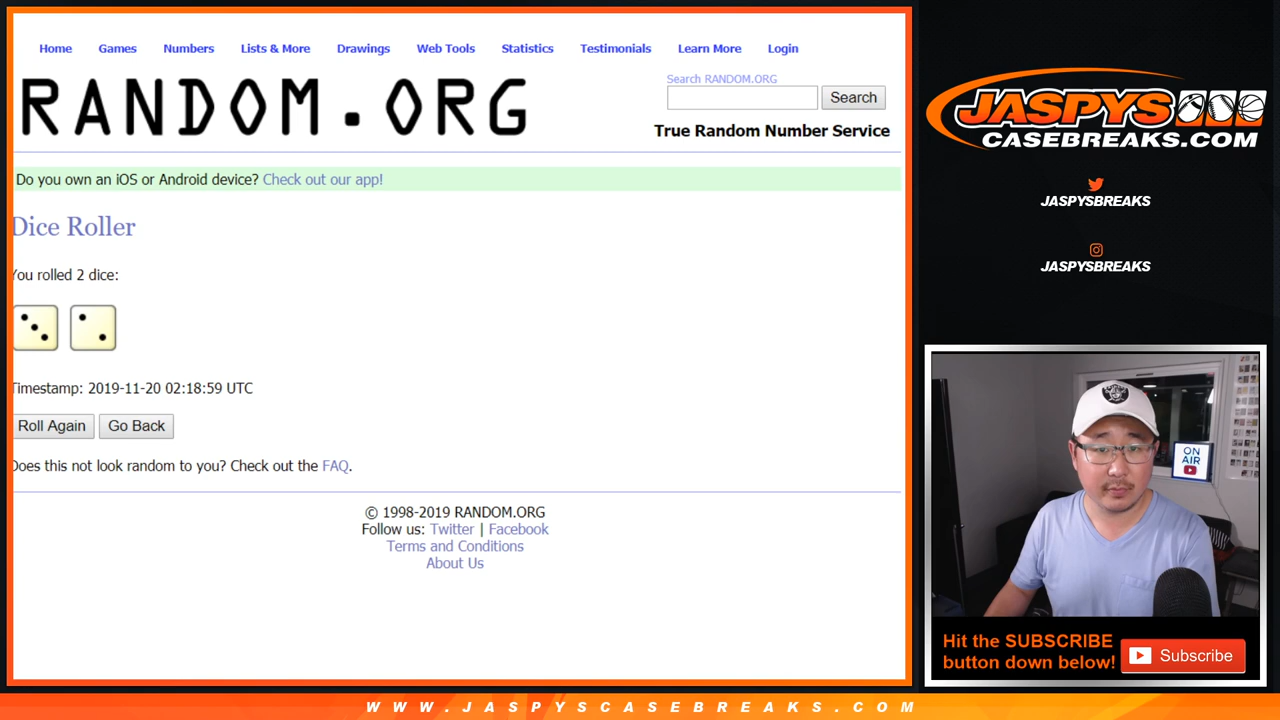 Home Games Numbers Lists & More Drawings Web Tools Statistics Testimonials Learn More Login
RANDOM.ORG
Search RANDOM.ORG
Search
True Random Number Service
Do you own an iOS or Android device? Check out our app!
Dice Roller
You rolled 2 dice:
Timestamp: 2019-11-20 02:18:59 UTC
Roll Again Go Back
Does this not look random to you? Check out the FAQ.
© 1998-2019 RANDOM.ORG
Follow us: Twitter | Facebook
Terms and Conditions
About Us
JASPYS
CASEBREAKS.COM
JASPYSBREAKS
JASPYSBREAKS
ON
AIR
Hit the SUBSCRIBE
button down below!
Subscribe
WWW.JASPYSCASEBREAKS.COM